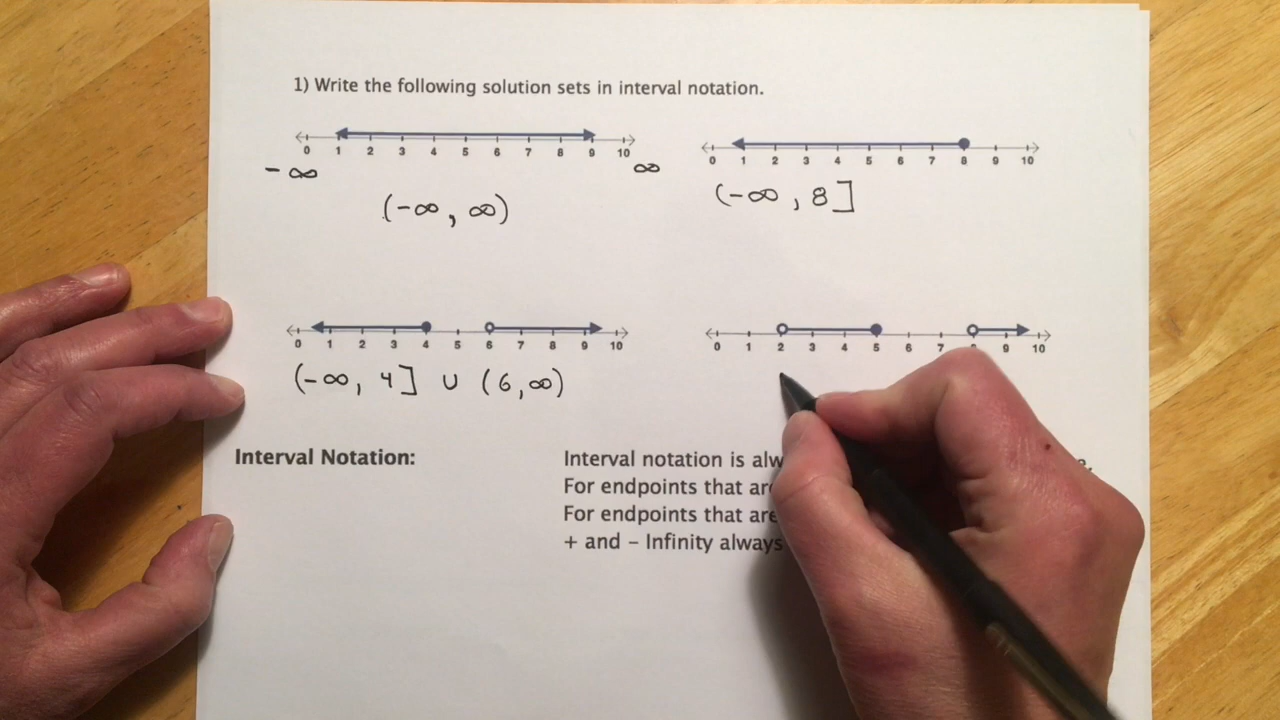 1) Write the following solution sets in interval notation.
0 1 2 3 4 5 6 7 8 9 10
-∞ ∞
(-∞, ∞)
0 1 2 3 4 5 6 7 8 9 10
(-∞, 8]
0 1 2 3 4 5 6 7 8 9 10
(-∞, 4] ∪ (6,∞)
0 1 2 3 4 5 6 7 9 10
Interval Notation:
Interval notation is
For endpoints that
For endpoints that are
+ and - Infinity always